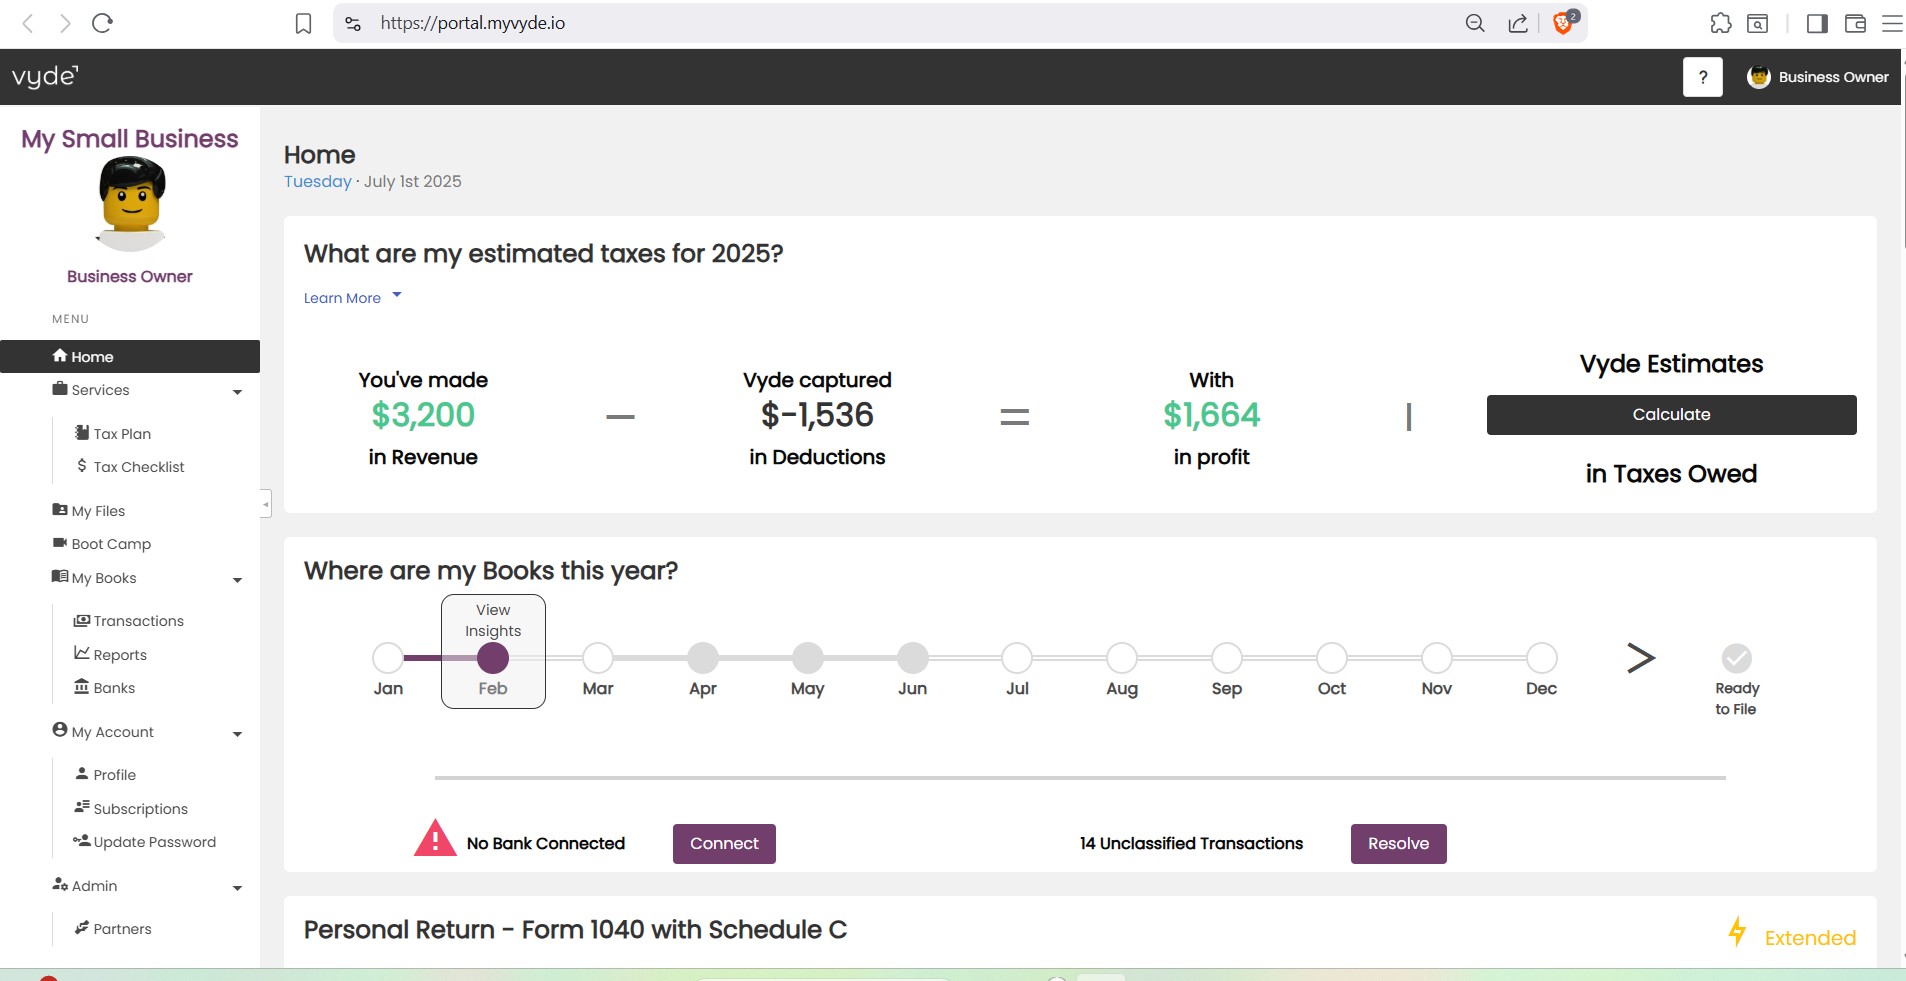 https://portal.myvyde.io
2
vyde
?
Business Owner
My Small Business
Business Owner
MENU
Home
Services
Tax Plan
$ Tax Checklist
My Files
Boot Camp
My Books
Transactions
Reports
Banks
My Account
Profile
Subscriptions
Update Password
Admin
Partners
Home
Tuesday · July 1st 2025
What are my estimated taxes for 2025?
Learn More
You've made
$3,200
in Revenue
—
Vyde captured
$-1,536
in Deductions
=
With
$1,664
in profit
|
Vyde Estimates
Calculate
in Taxes Owed
Where are my Books this year?
View
Insights
Jan Feb Mar Apr May Jun Jul Aug Sep Oct Nov Dec
>
Ready
to File
No Bank Connected
Connect
14 Unclassified Transactions
Resolve
Personal Return - Form 1040 with Schedule C
Extended